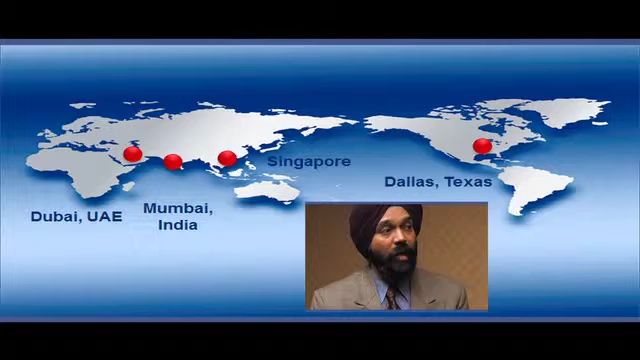 Singapore
Dallas, Texas
Dubai, UAE
Mumbai,
India